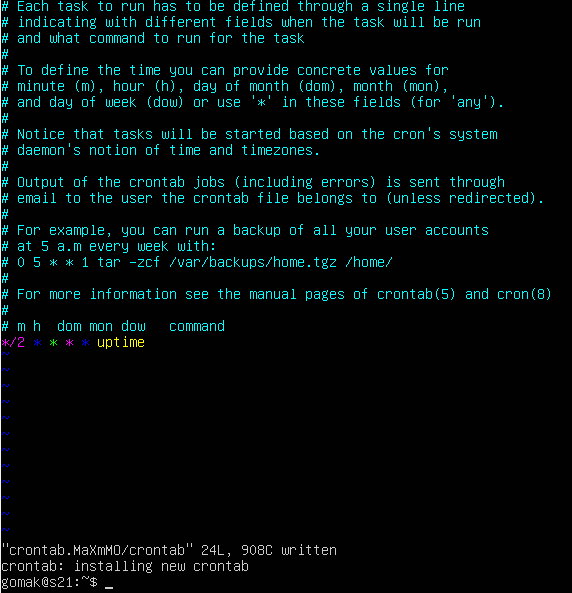 # Each task to run has to be defined through a single line
# indicating with different fields when the task will be run
# and what command to run for the task
#
# To define the time you can provide concrete values for
# minute (m), hour (h), day of month (dom), month (mon),
# and day of week (dow) or use '*' in these fields (for 'any').
#
# Notice that tasks will be started based on the cron's system
# daemon's notion of time and timezones.
#
# Output of the crontab jobs (including errors) is sent through
# email to the user the crontab file belongs to (unless redirected).
#
# For example, you can run a backup of all your user accounts
# at 5 a.m every week with:
# 0 5 * * 1 tar -zcf /var/backups/home.tgz /home/
#
# For more information see the manual pages of crontab(5) and cron(8)
#
# m h  dom mon dow   command
*/2 * * * * uptime
~
~
~
~
~
~
~
~
~
~
~
~
"crontab.MaXmMO/crontab" 24L, 908C written
crontab: installing new crontab
gomak@s21:~$ _